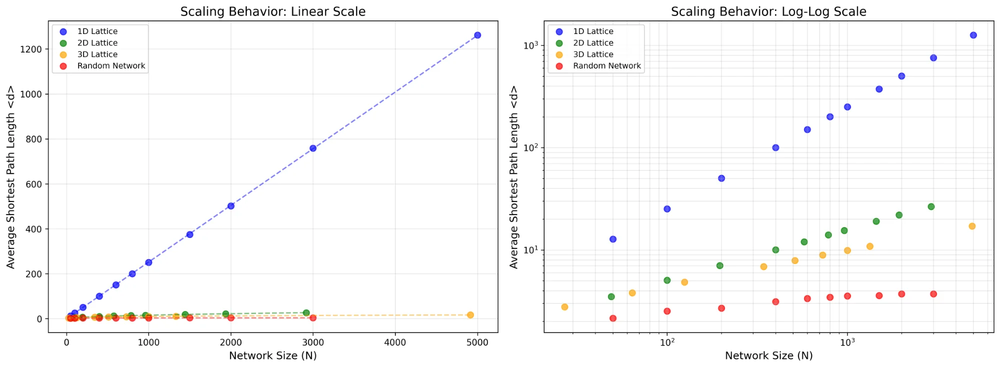 Scaling Behavior: Linear Scale
1D Lattice
2D Lattice
3D Lattice
Random Network
Average Shortest Path Length <d>
1200
1000
800
600
400
200
0
0 1000 2000 3000 4000 5000
Network Size (N)
Scaling Behavior: Log-Log Scale
1D Lattice
2D Lattice
3D Lattice
Random Network
Average Shortest Path Length <d>
10³
10²
10¹
10² 10³
Network Size (N)